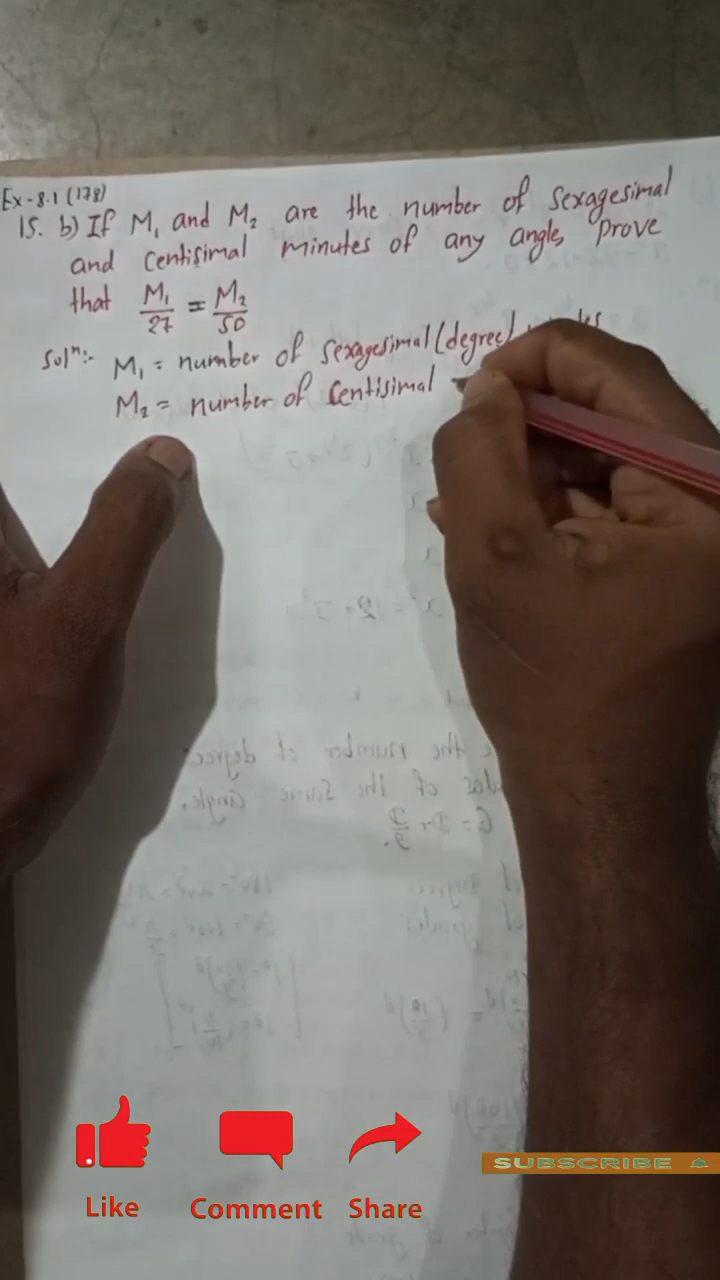 Ex-8.1 (178)
15. b) If M₁ and M₂ are the number of Sexagesimal
and Centisimal minutes of any angle, Prove
that M₁/27 = M₂/50
Solⁿ:- M₁ = number of Sexagesimal (degree)
M₂ = number of Centisimal
Like Comment Share
SUBSCRIBE